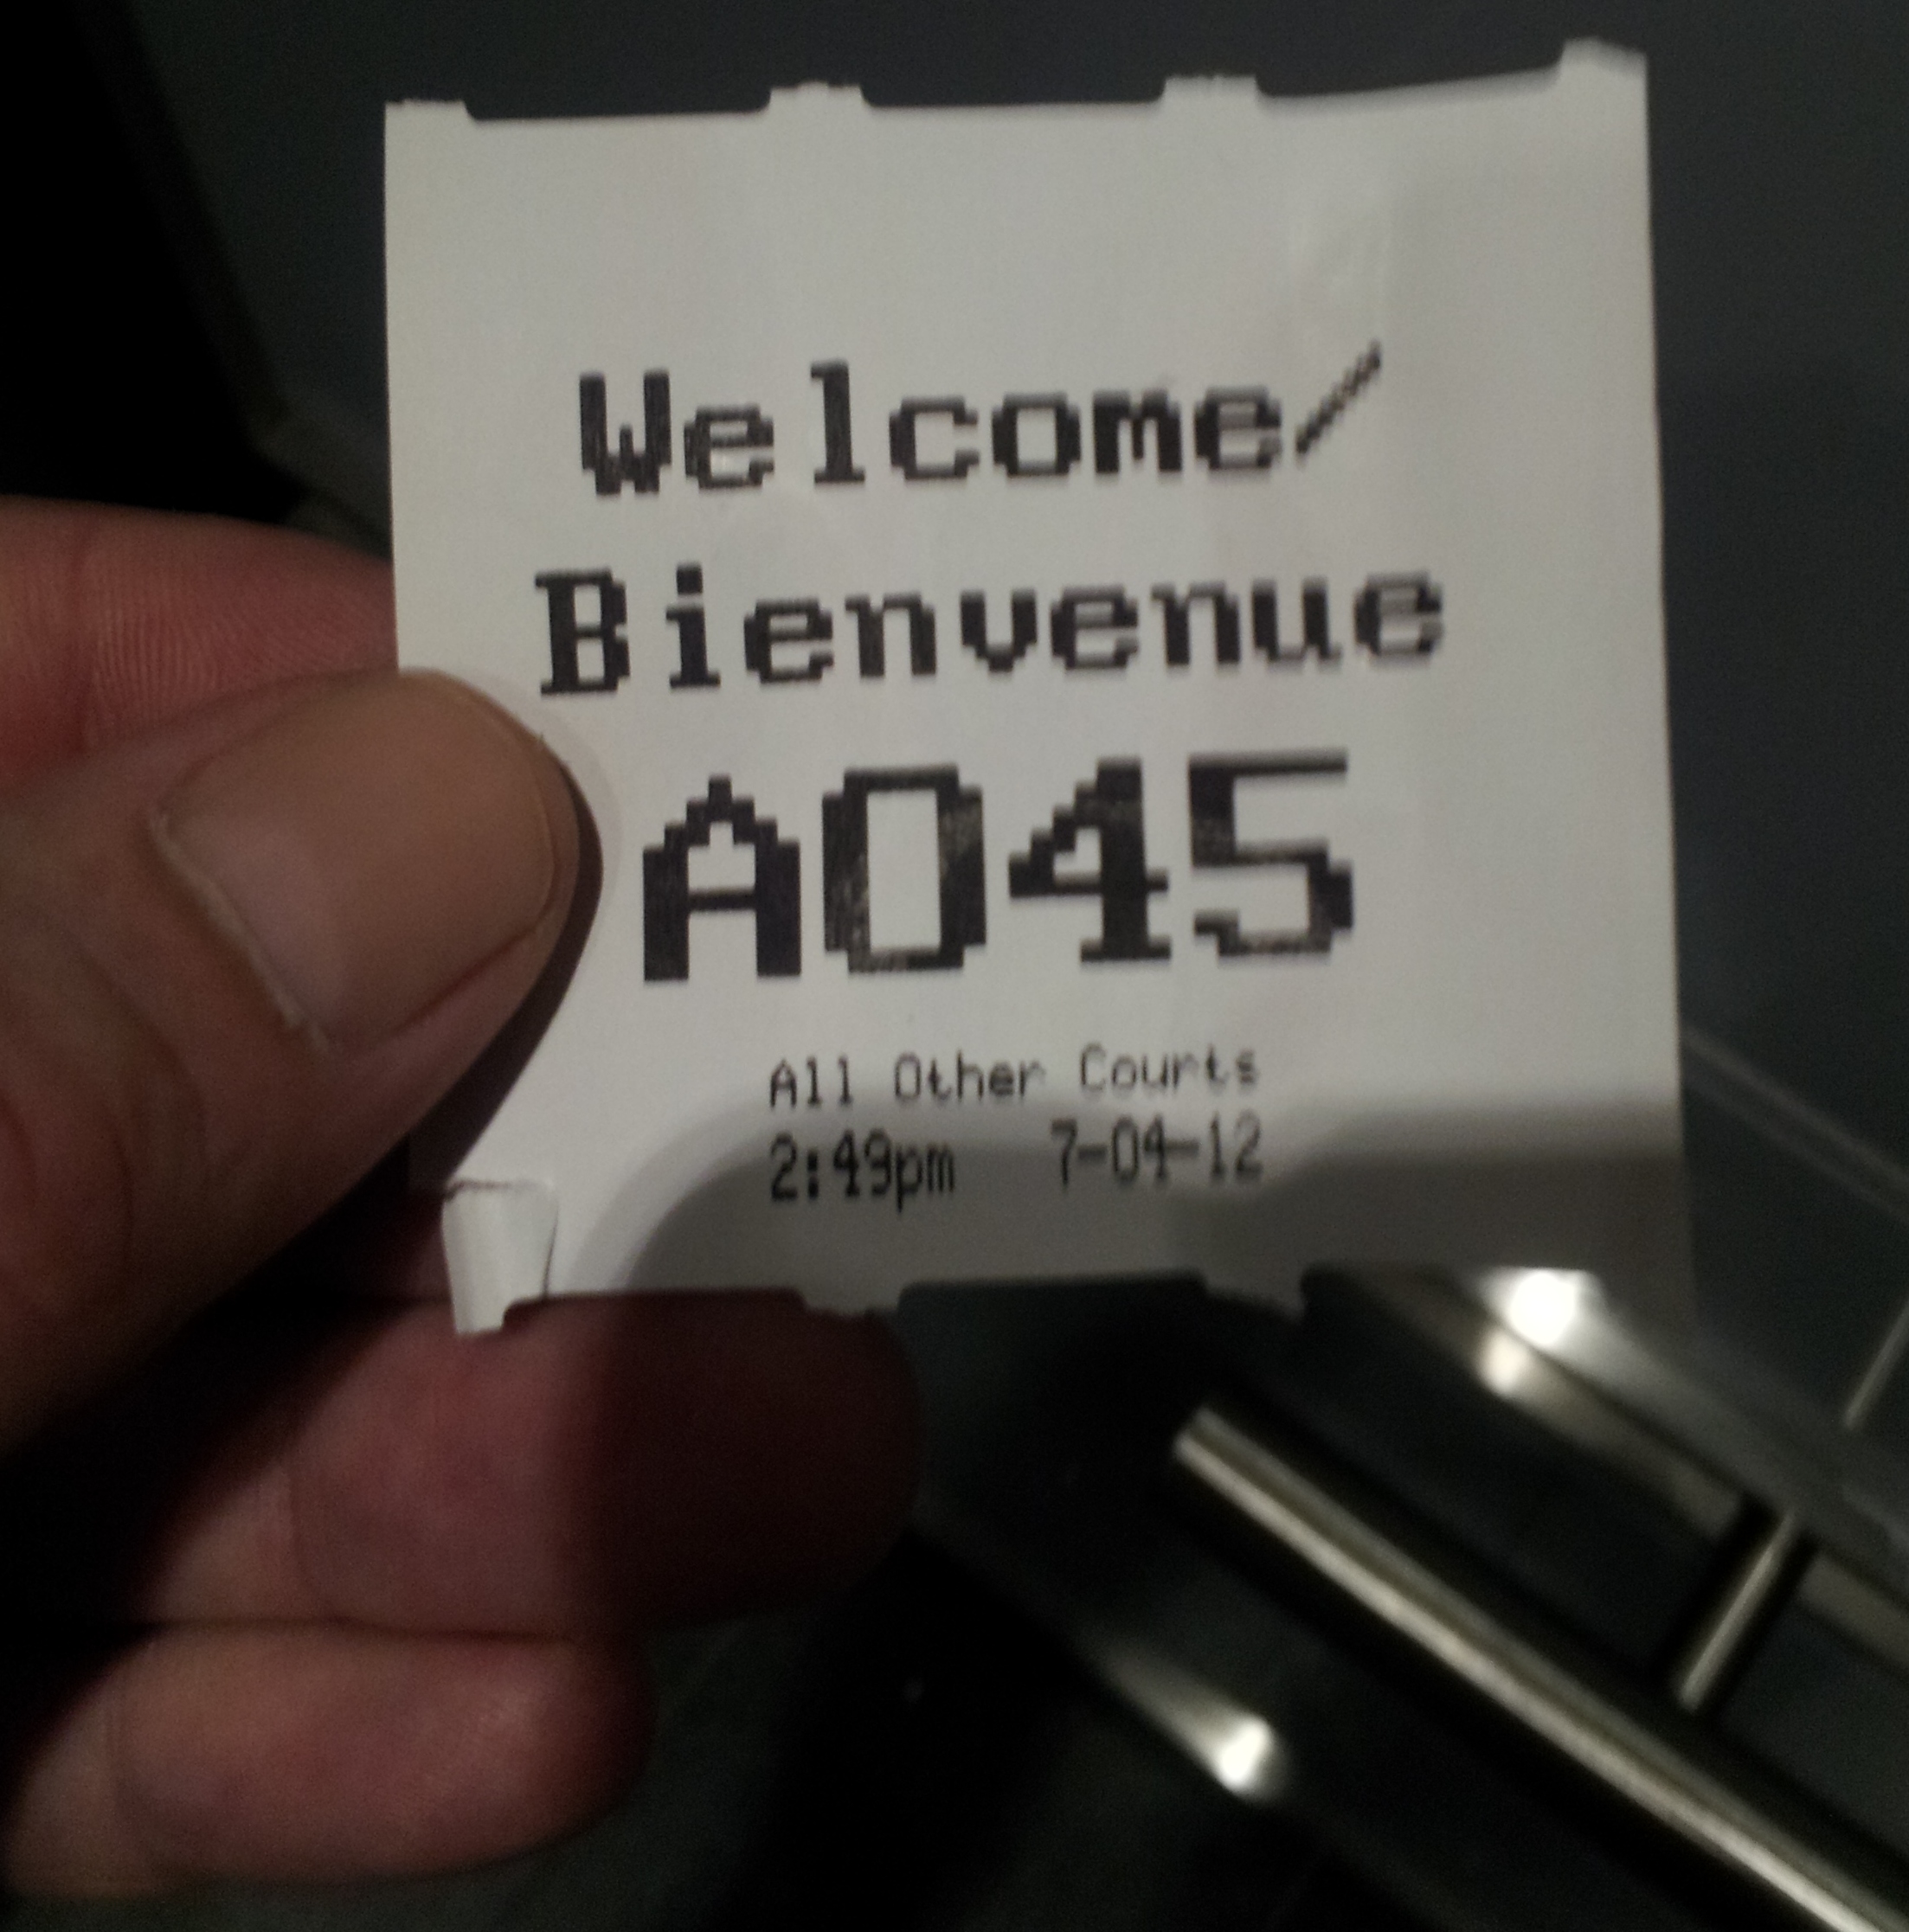 Welcome/
Bienvenue
A045
All Other Courts
2:49pm 7-04-12